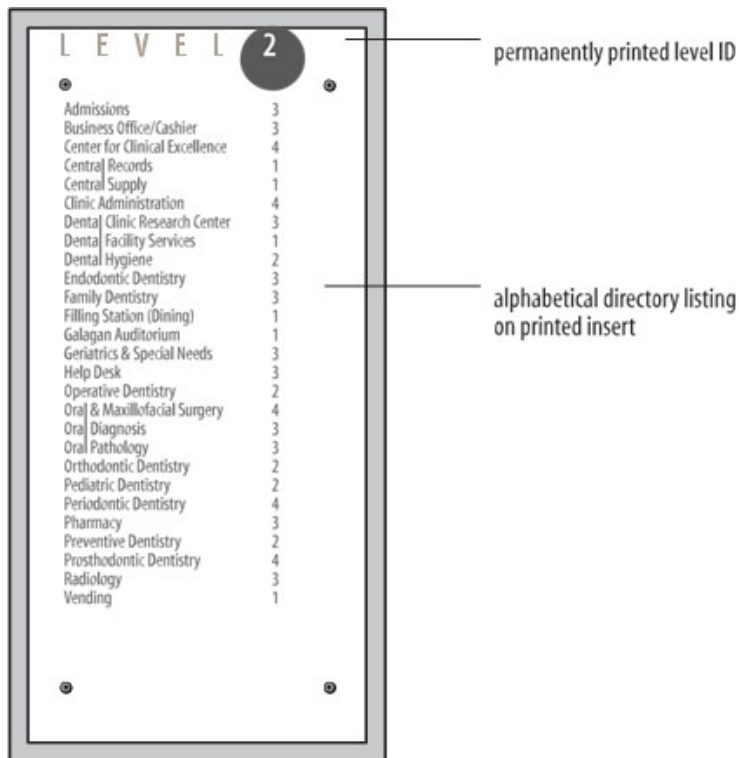 LEVEL 2
permanently printed level ID
Admissions 3
Business Office/Cashier 3
Center for Clinical Excellence 4
Central Records 1
Central Supply 1
Clinic Administration 4
Dental Clinic Research Center 3
Dental Facility Services 1
Dental Hygiene 2
Endodontic Dentistry 3
Family Dentistry 3
Filling Station (Dining) 1
Galagan Auditorium 1
Geriatrics & Special Needs 3
Help Desk 3
Operative Dentistry 2
Oral & Maxillofacial Surgery 4
Oral Diagnosis 3
Oral Pathology 3
Orthodontic Dentistry 2
Pediatric Dentistry 2
Periodontic Dentistry 4
Pharmacy 3
Preventive Dentistry 2
Prosthodontic Dentistry 4
Radiology 3
Vending 1
alphabetical directory listing
on printed insert